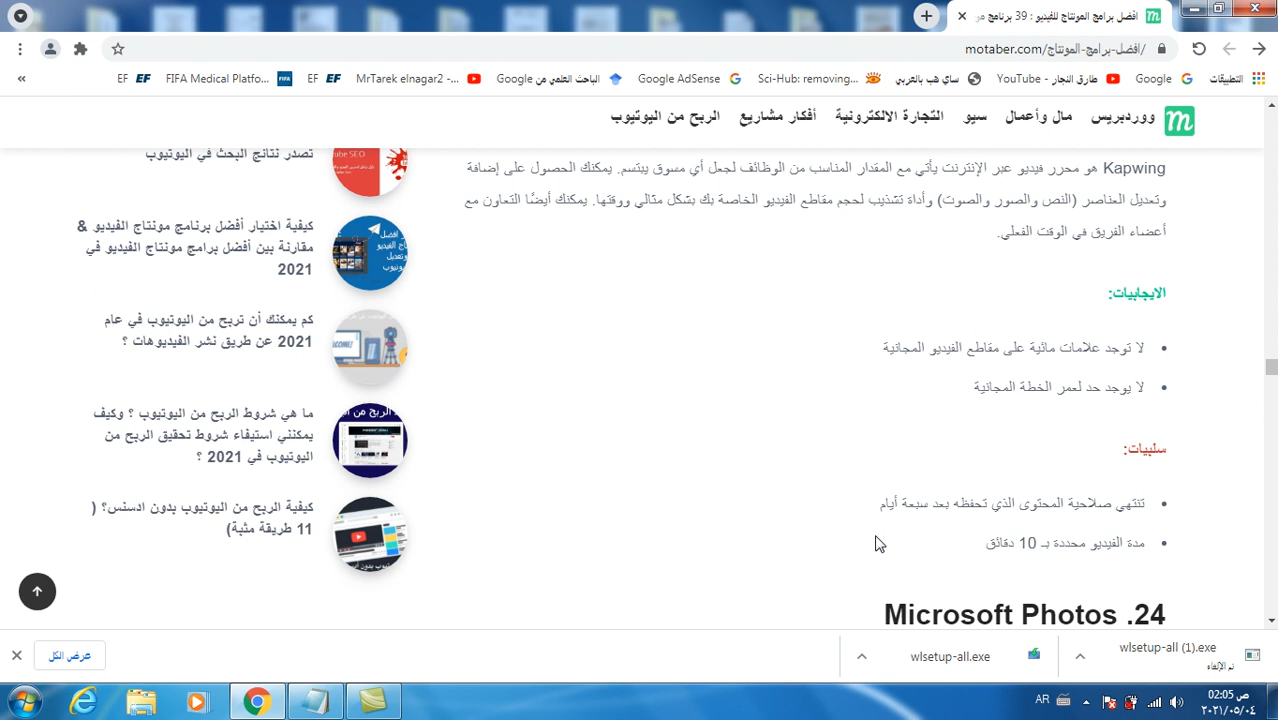 افضل برامج المونتاج للفيديو : 39 برنامج مو
motaber.com/افضل-برامج-المونتاج/
التطبيقات
Google
طارق النجار - YouTube
ساي هب بالعربي
Sci-Hub: removing...
Google AdSense
الباحث العلمي من Google
MrTarek elnagar2 -...
EF
FIFA Medical Platfo...
EF
«
ووردبريس
مال وأعمال
سيو
التجارة الالكترونية
أفكار مشاريع
الربح من اليوتيوب
Kapwing هو محرر فيديو عبر الإنترنت يأتي مع المقدار المناسب من الوظائف لجعل أي مسوق يبتسم. يمكنك الحصول على إضافة
وتعديل العناصر (النص والصور والصوت) وأداة تشذيب لحجم مقاطع الفيديو الخاصة بك بشكل مثالي ووقتها. يمكنك أيضًا التعاون مع
أعضاء الفريق في الوقت الفعلي.
الايجابيات:
لا توجد علامات مائية على مقاطع الفيديو المجانية
لا يوجد حد لعمر الخطة المجانية
سلبيات:
تنتهي صلاحية المحتوى الذي تحفظه بعد سبعة أيام
مدة الفيديو محددة بـ 10 دقائق
24. Microsoft Photos
تصدر نتائج البحث في اليوتيوب
كيفية اختيار أفضل برنامج مونتاج الفيديو &
مقارنة بين أفضل برامج مونتاج الفيديو في
2021
كم يمكنك أن تربح من اليوتيوب في عام
2021 عن طريق نشر الفيديوهات ؟
ما هي شروط الربح من اليوتيوب ؟ وكيف
يمكنني استيفاء شروط تحقيق الربح من
اليوتيوب في 2021 ؟
كيفية الربح من اليوتيوب بدون ادسنس؟ (
11 طريقة مثبة)
wlsetup-all (1).exe
تم الإلغاء
wlsetup-all.exe
عرض الكل
AR
02:05 ص
٢٠٢١/٠٥/٠٤